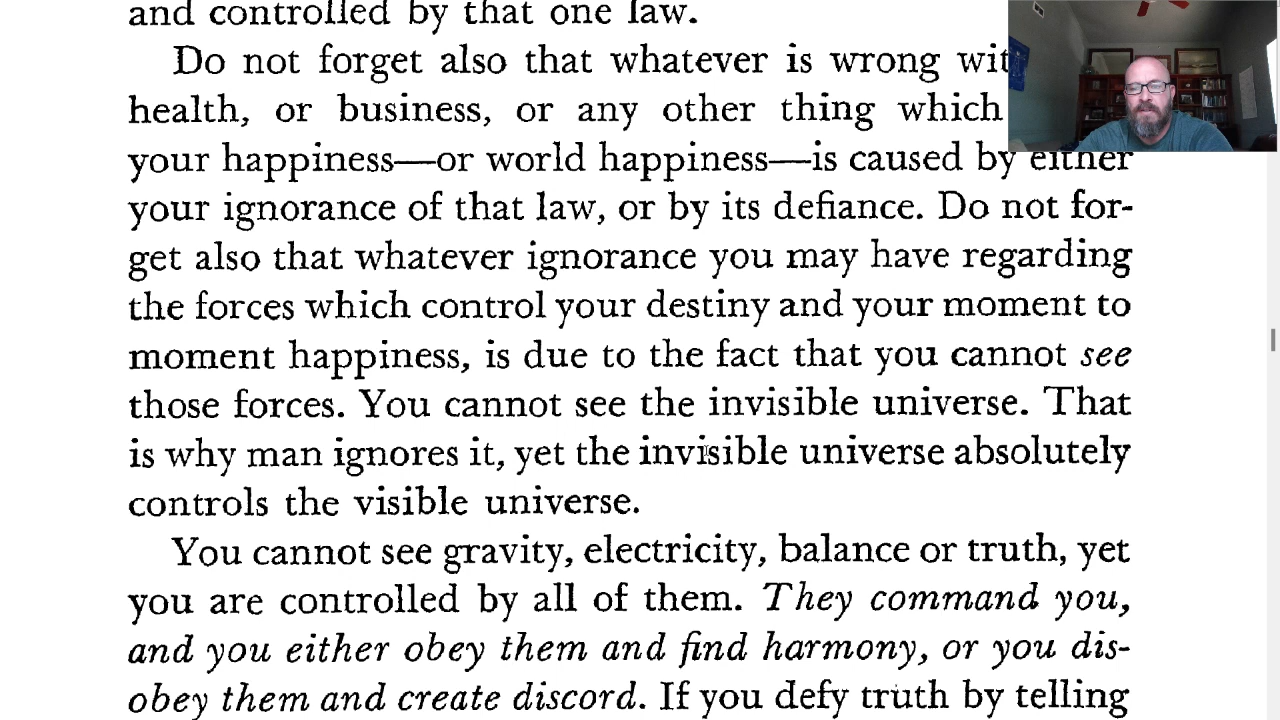 and controlled by that one law.
Do not forget also that whatever is wrong
health, or business, or any other thing which
your happiness—or world happiness—is caused by either
your ignorance of that law, or by its defiance. Do not for-
get also that whatever ignorance you may have regarding
the forces which control your destiny and your moment to
moment happiness, is due to the fact that you cannot see
those forces. You cannot see the invisible universe. That
is why man ignores it, yet the invisible universe absolutely
controls the visible universe.
You cannot see gravity, electricity, balance or truth, yet
you are controlled by all of them. They command you,
and you either obey them and find harmony, or you dis-
obey them and create discord. If you defy truth by telling